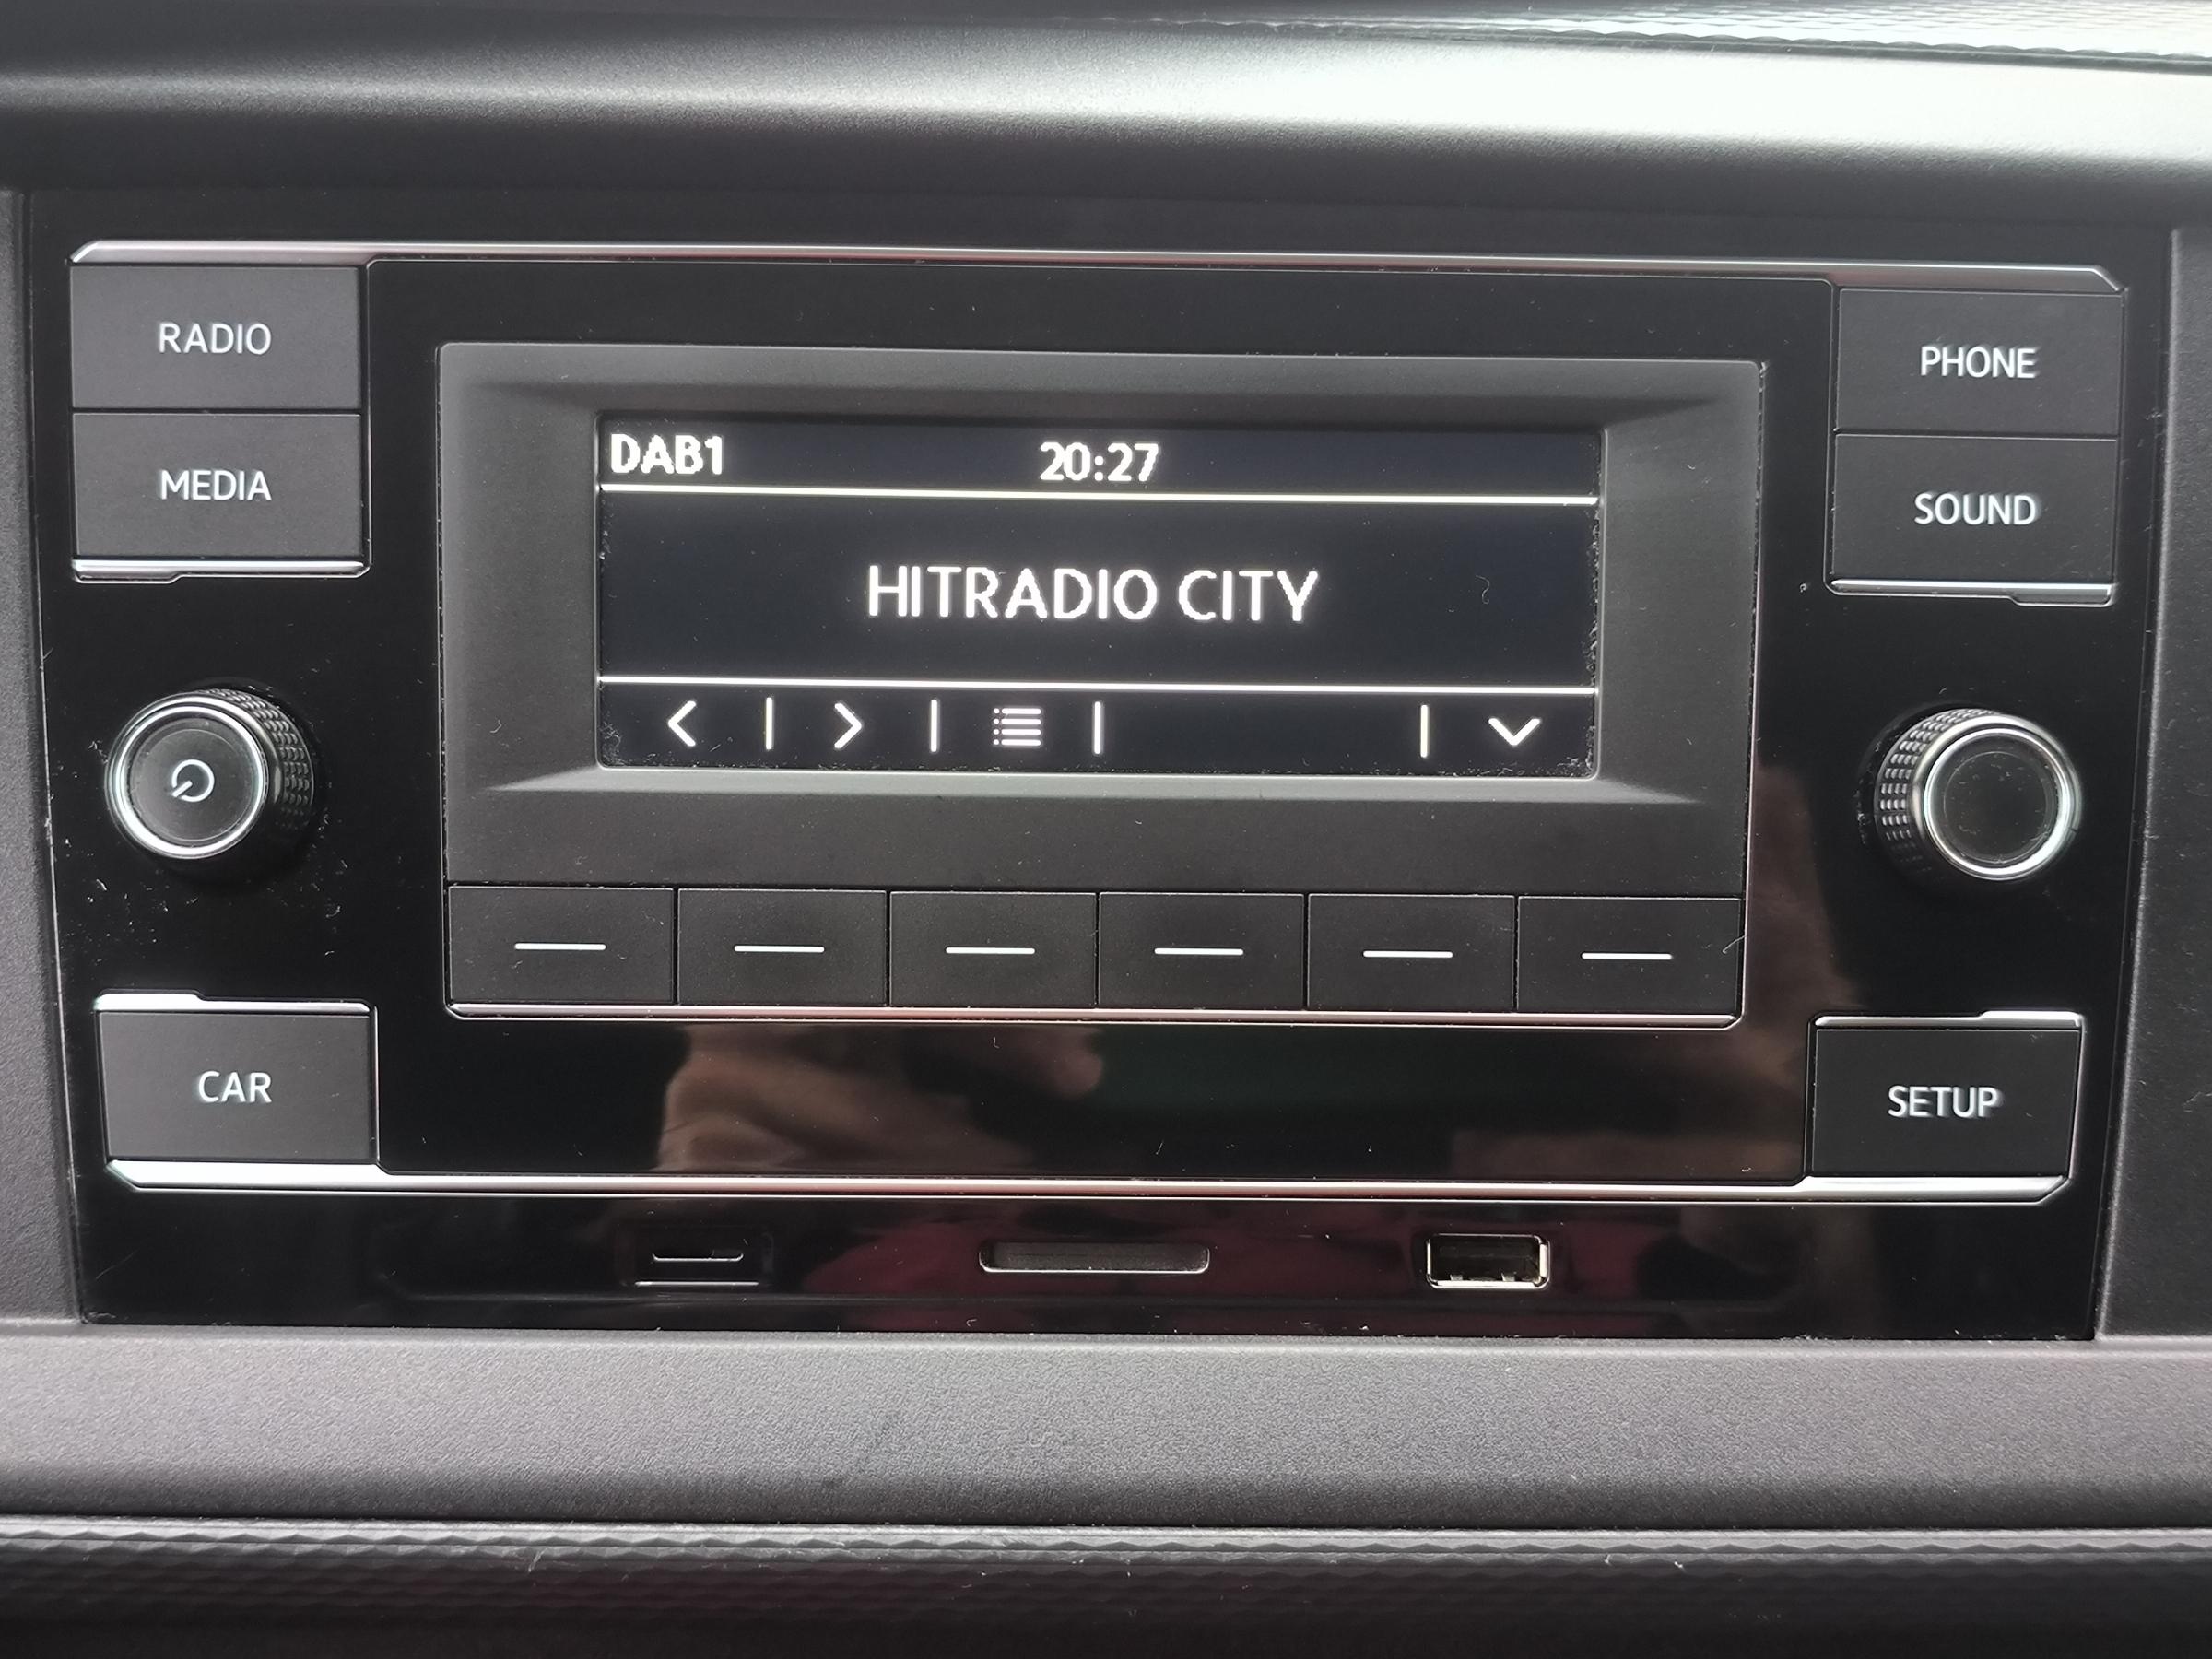 RADIO
MEDIA
DAB1 20:27
HITRADIO CITY
PHONE
SOUND
CAR
SETUP